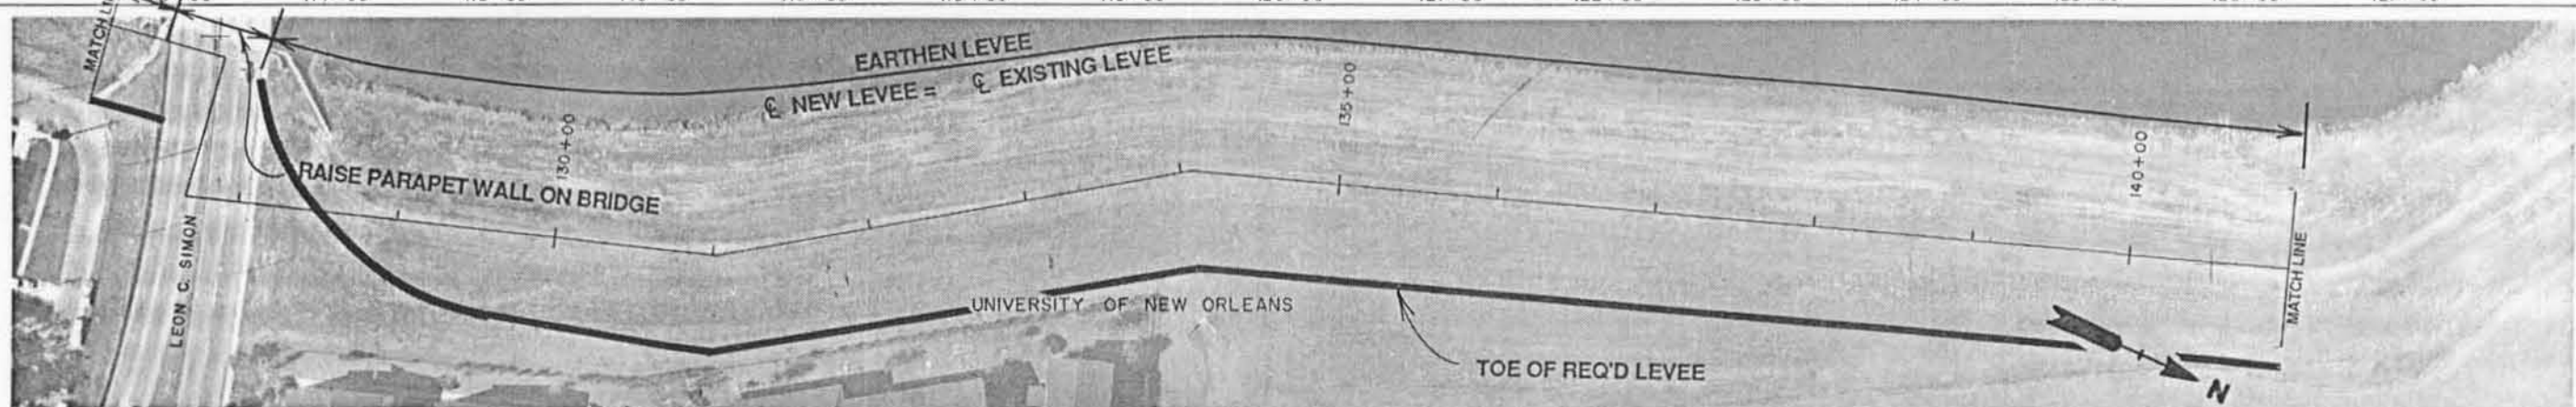 MATCH LINE
EARTHEN LEVEE
℄ NEW LEVEE = ℄ EXISTING LEVEE
135+00
130+00
140+00
RAISE PARAPET WALL ON BRIDGE
LEON C. SIMON
UNIVERSITY OF NEW ORLEANS
TOE OF REQ'D LEVEE
MATCH LINE
N